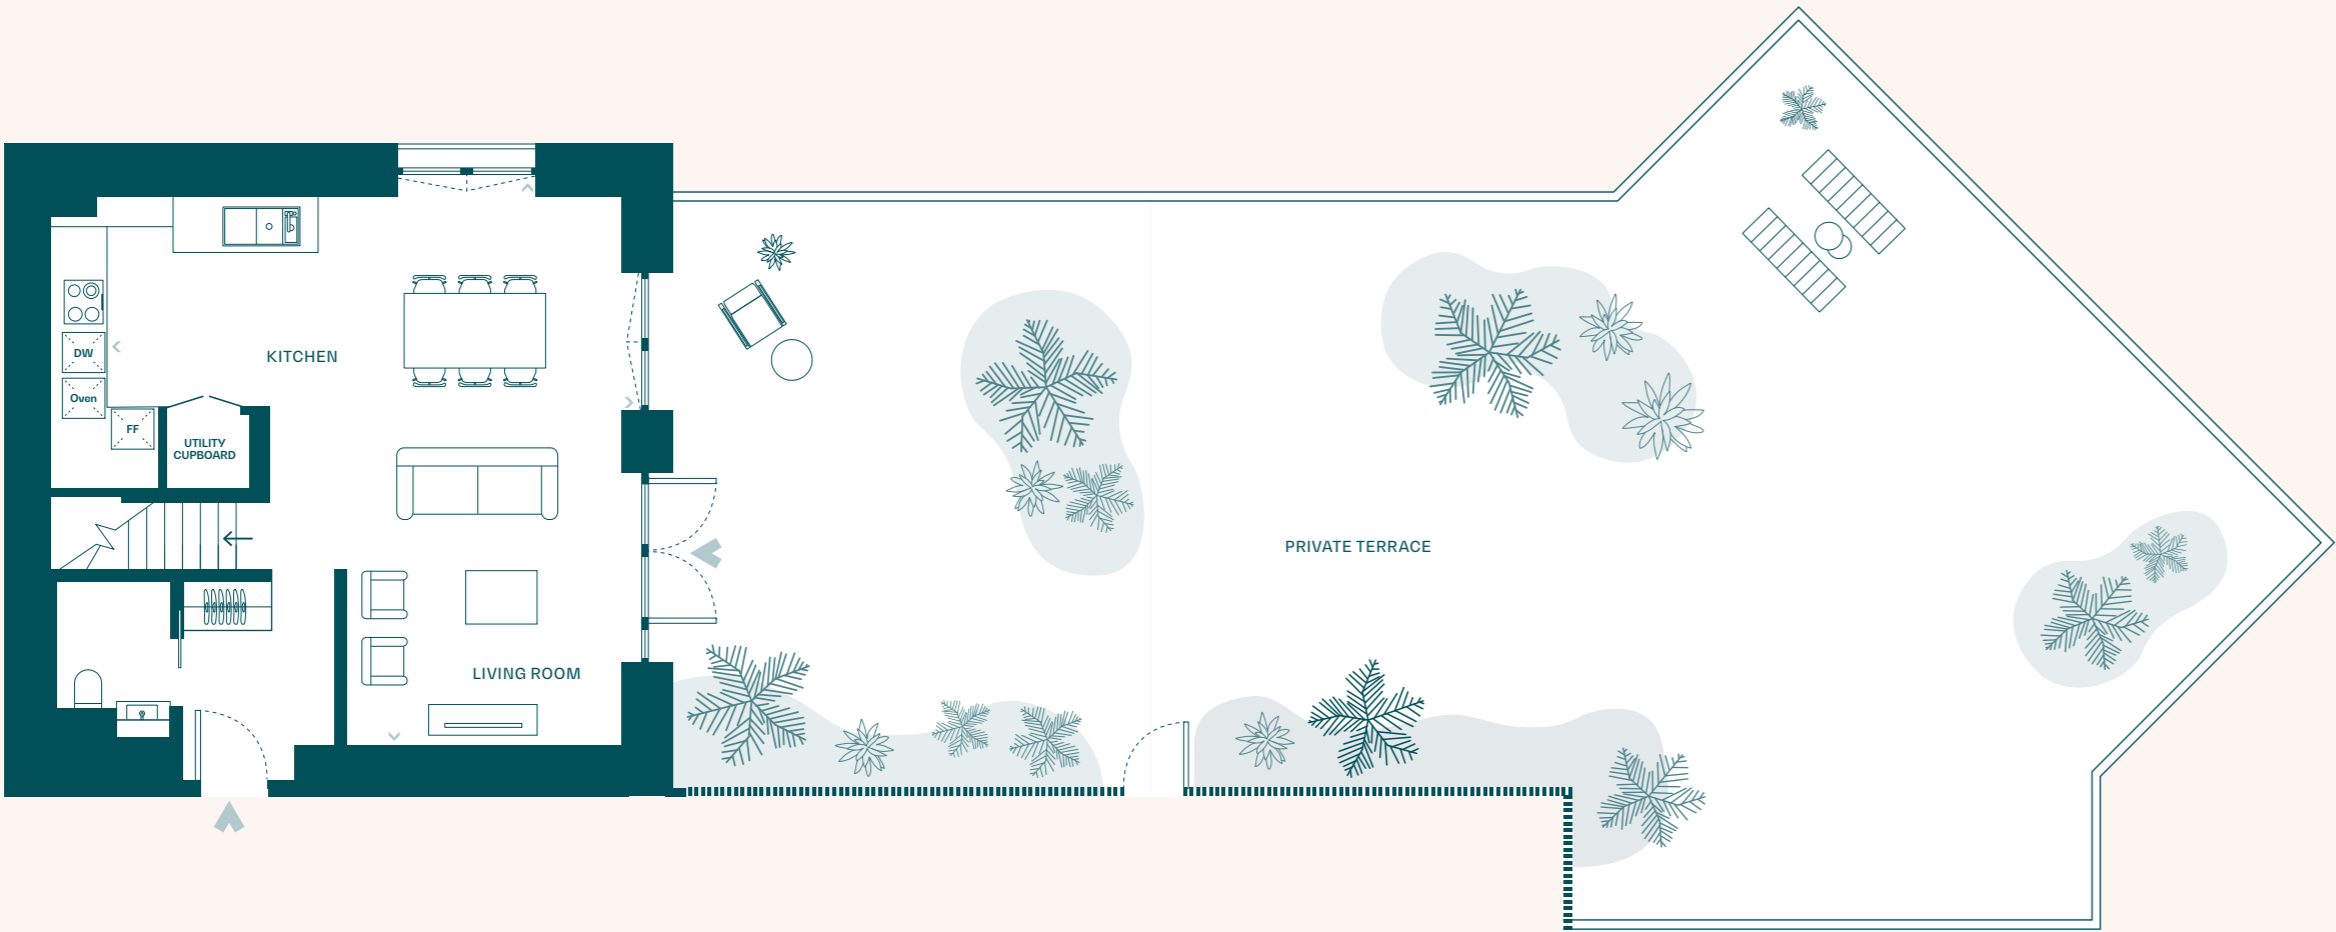 DW
KITCHEN
Oven
FF
UTILITY
CUPBOARD
PRIVATE TERRACE
LIVING ROOM